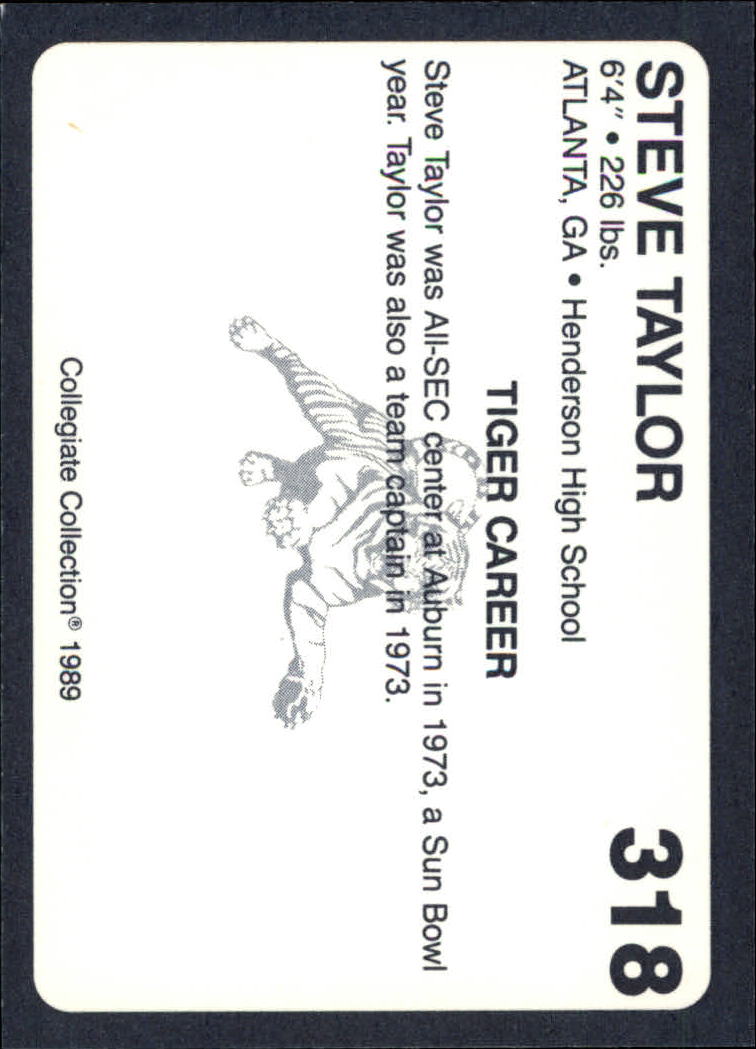 STEVE TAYLOR 318
6'4" • 226 lbs.
ATLANTA, GA • Henderson High School
TIGER CAREER
Steve Taylor was All-SEC center at Auburn in 1973, a Sun Bowl
year. Taylor was also a team captain in 1973.
Collegiate Collection® 1989